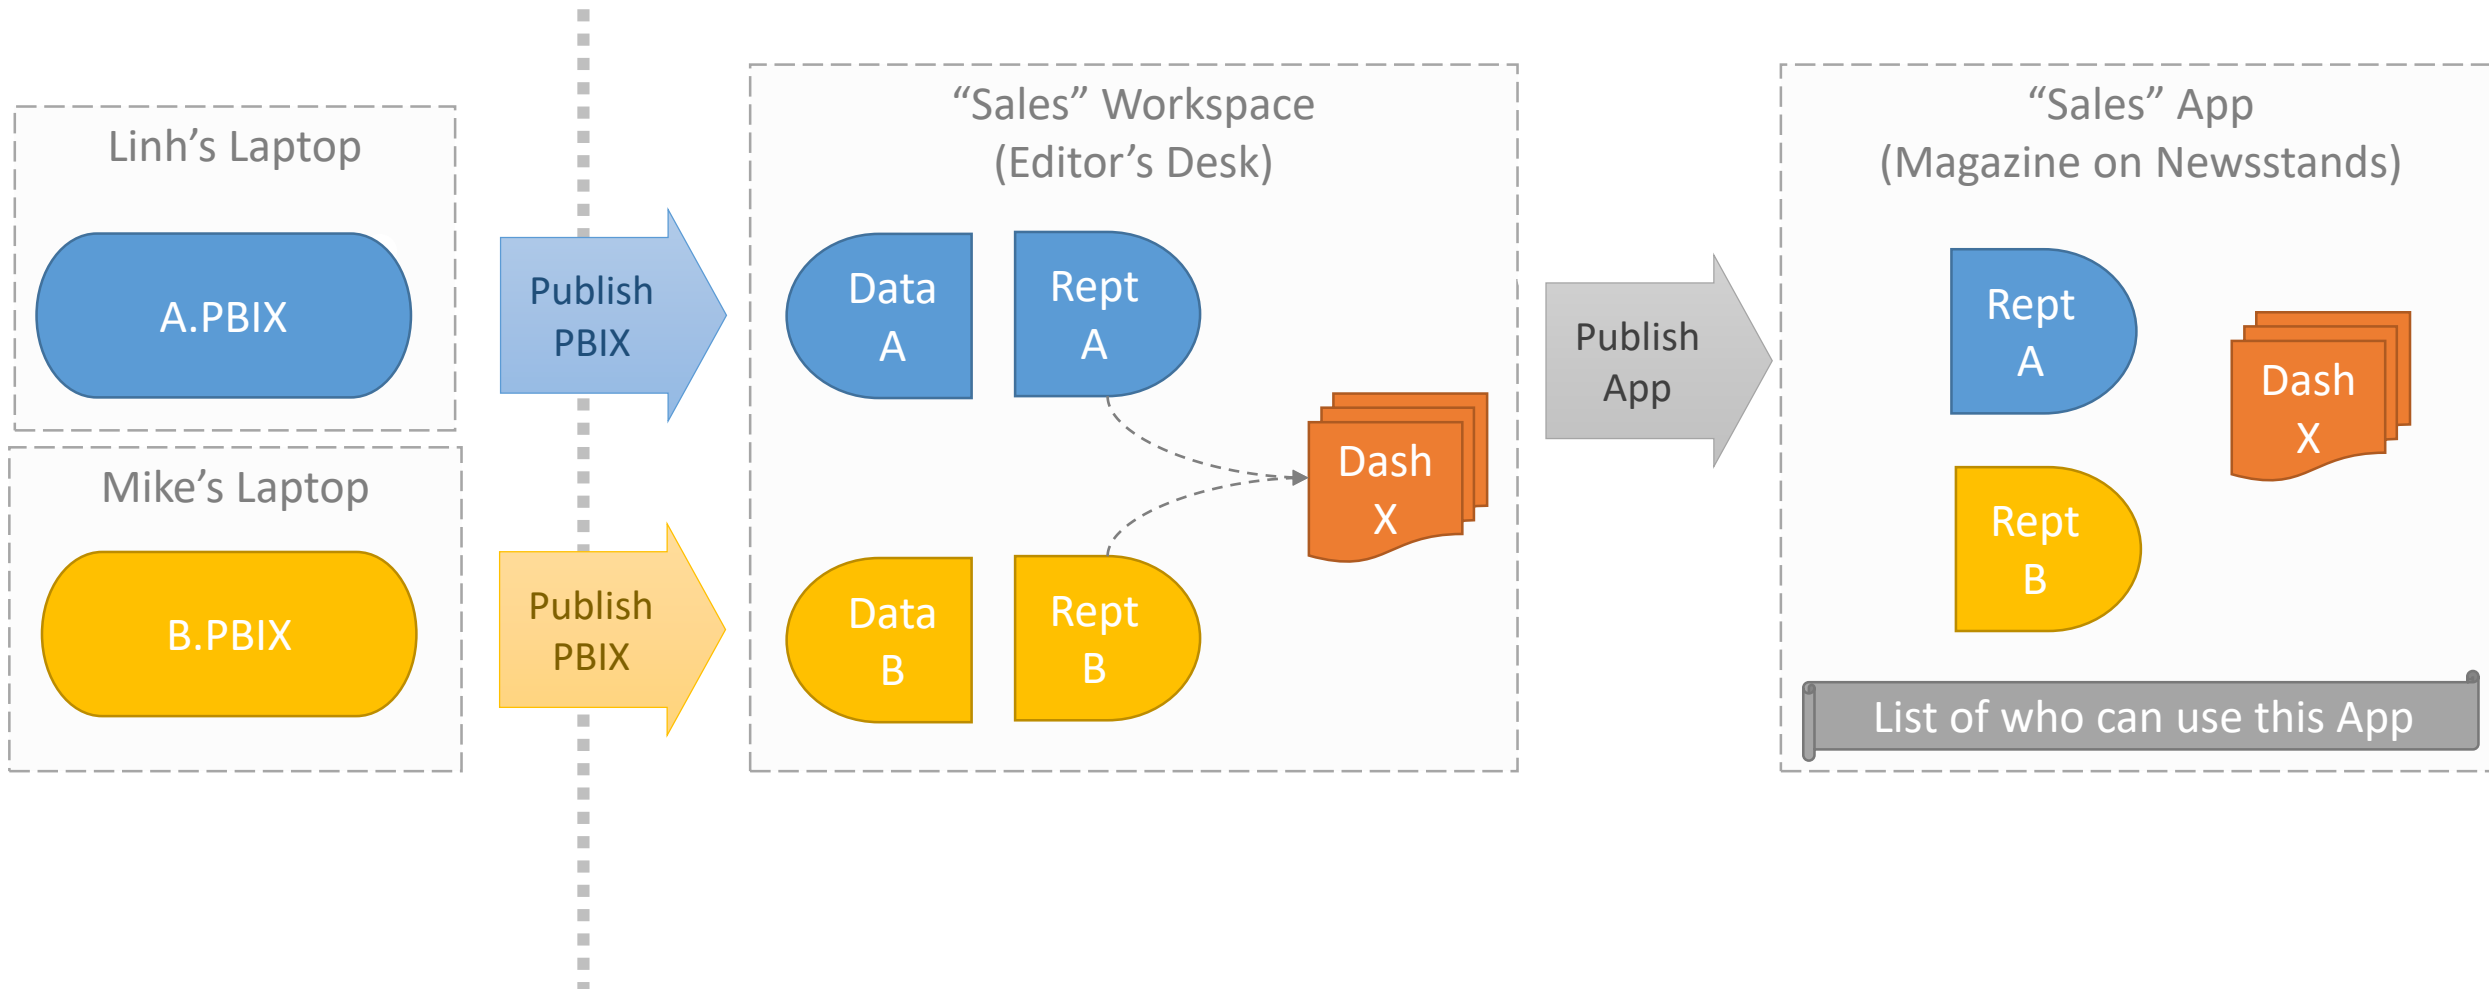 Linh’s Laptop
A.PBIX
Mike’s Laptop
B.PBIX
Publish
PBIX
Publish
PBIX
“Sales” Workspace
(Editor’s Desk)
Data
A
Rept
A
Data
B
Rept
B
Dash
X
Publish
App
“Sales” App
(Magazine on Newsstands)
Rept
A
Rept
B
Dash
X
List of who can use this App